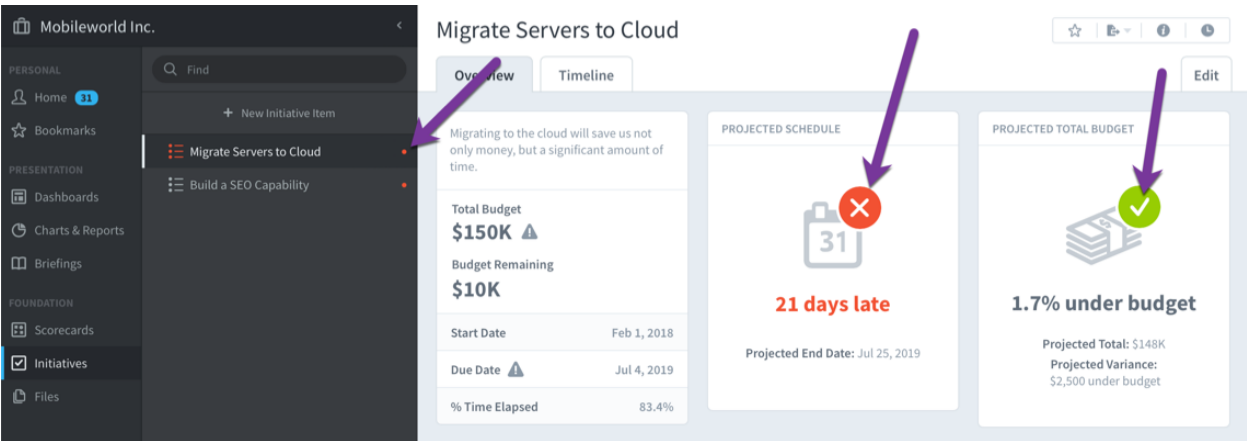 Mobileworld Inc.
PERSONAL
Home 31
Bookmarks
PRESENTATION
Dashboards
Charts & Reports
Briefings
FOUNDATION
Scorecards
Initiatives
Files
Find
+ New Initiative Item
Migrate Servers to Cloud
Build a SEO Capability
Migrate Servers to Cloud
Overview
Timeline
Edit
Migrating to the cloud will save us not
only money, but a significant amount of
time.
Total Budget
$150K
Budget Remaining
$10K
Start Date Feb 1, 2018
Due Date Jul 4, 2019
% Time Elapsed 83.4%
PROJECTED SCHEDULE
31
21 days late
Projected End Date: Jul 25, 2019
PROJECTED TOTAL BUDGET
1.7% under budget
Projected Total: $148K
Projected Variance:
$2,500 under budget